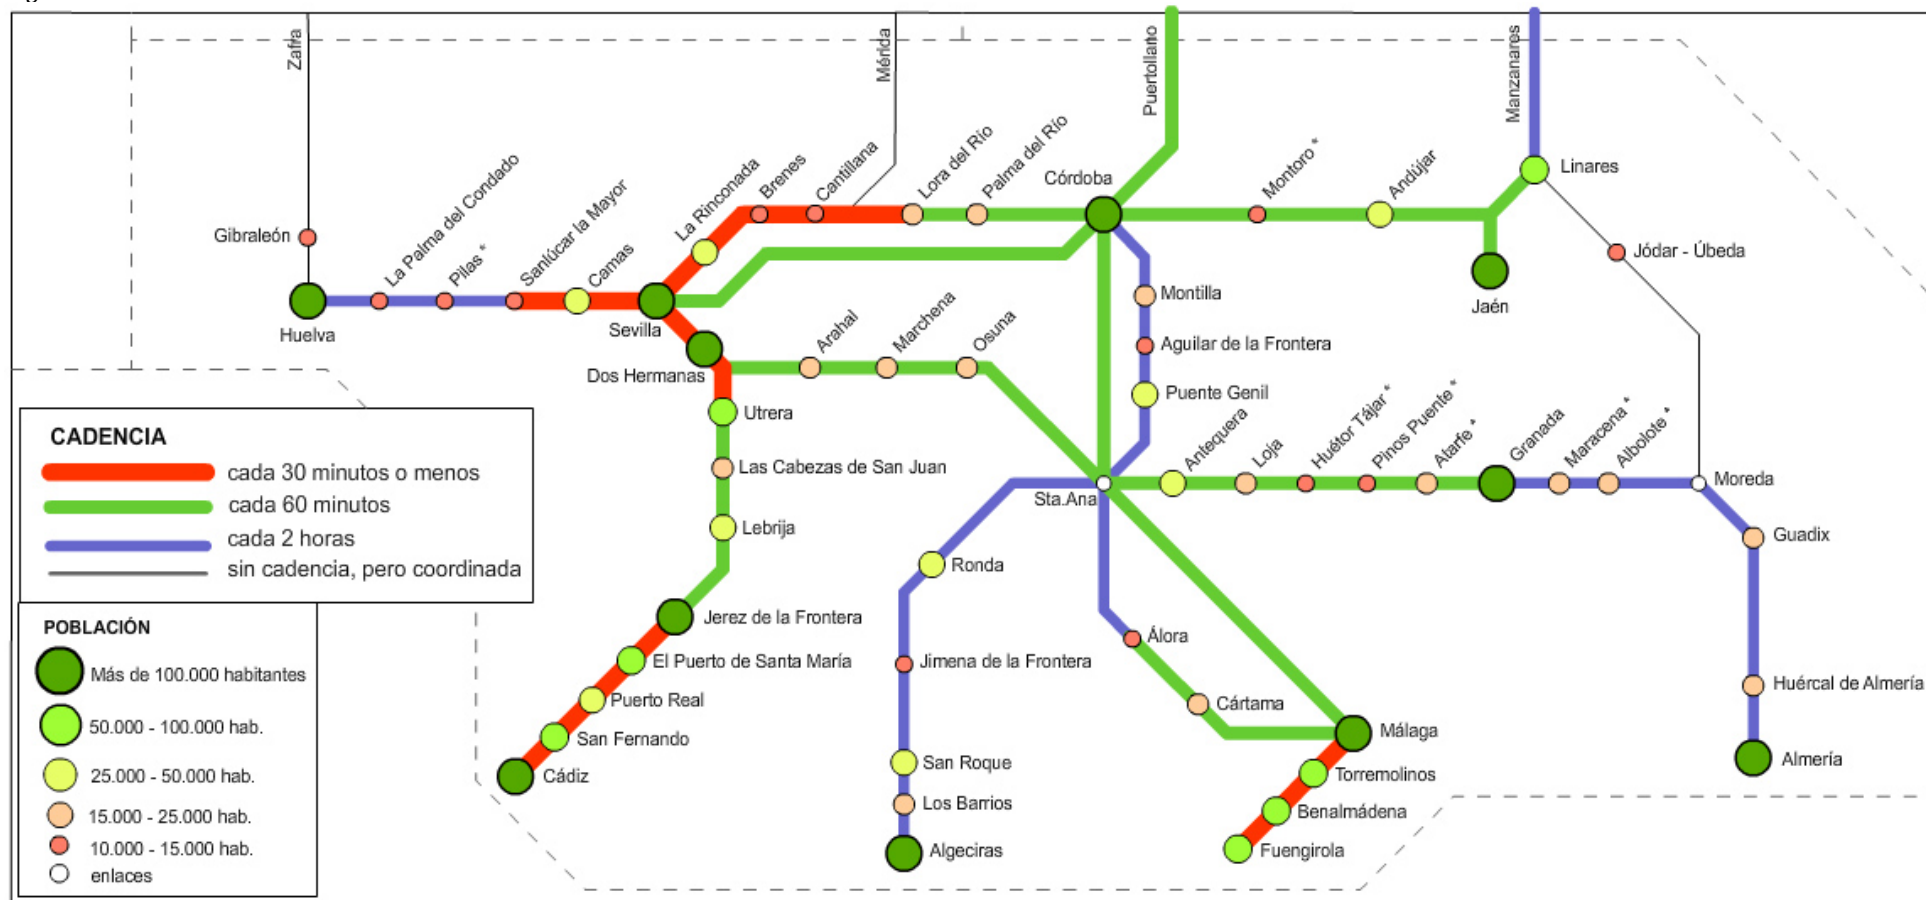 Zafra
Mérida
Puertollano
Manzanares
La Palma del Condado
Pilas *
Sanlúcar la Mayor
Camas
La Rinconada
Brenes
Cantillana
Lora del Río
Palma del Río
Córdoba
Montoro *
Andújar
Linares
Gibraleón
Huelva
Sevilla
Dos Hermanas
Arahal
Marchena
Osuna
Montilla
Aguilar de la Frontera
Puente Genil
Jaén
Jódar - Úbeda
Utrera
Las Cabezas de San Juan
Lebrija
Jerez de la Frontera
El Puerto de Santa María
Puerto Real
San Fernando
Cádiz
Sta.Ana
Antequera
Loja
Huétor Tájar *
Pinos Puente *
Atarfe *
Granada
Maracena *
Albolote *
Moreda
Guadix
Huércal de Almería
Almería
Ronda
Jimena de la Frontera
San Roque
Los Barrios
Algeciras
Álora
Cártama
Málaga
Torremolinos
Benalmádena
Fuengirola
CADENCIA
cada 30 minutos o menos
cada 60 minutos
cada 2 horas
sin cadencia, pero coordinada
POBLACIÓN
Más de 100.000 habitantes
50.000 - 100.000 hab.
25.000 - 50.000 hab.
15.000 - 25.000 hab.
10.000 - 15.000 hab.
enlaces